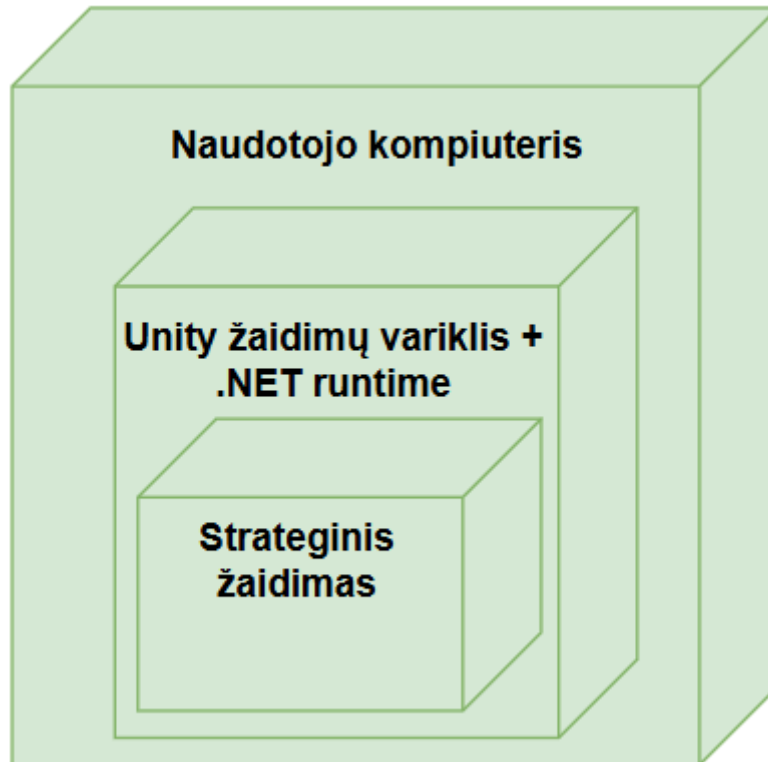 Naudotojo kompiuteris
Unity žaidimų variklis +
.NET runtime
Strateginis
žaidimas